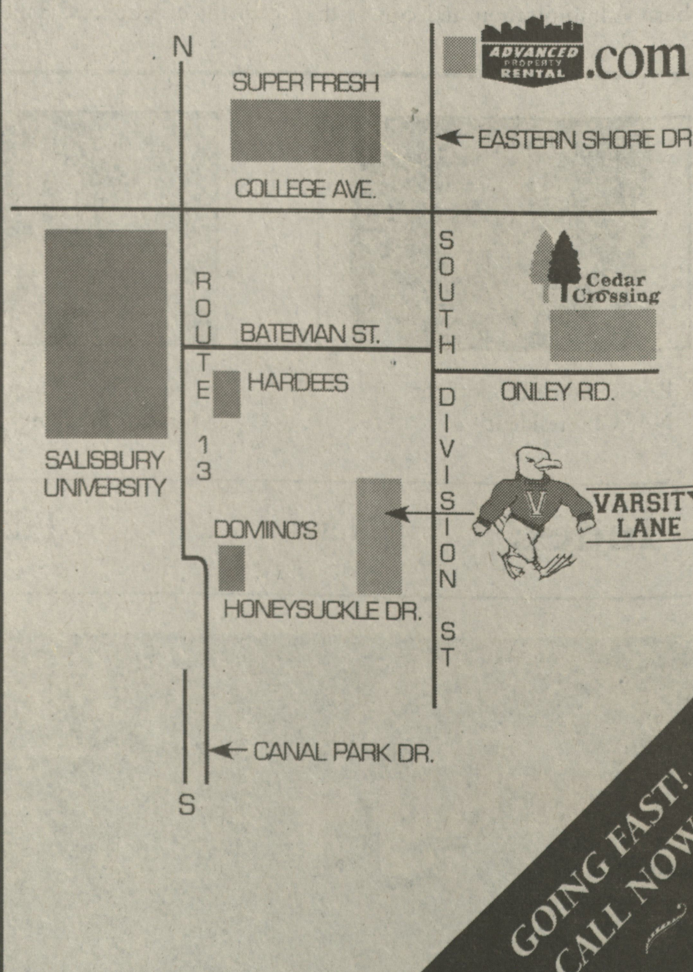 N
ADVANCED
PROPERTY
RENTAL
.com
SUPER FRESH
EASTERN SHORE DR
COLLEGE AVE.
SOUTH DIVISION ST
ROUTE 13
Cedar
Crossing
BATEMAN ST.
HARDEES
ONLEY RD.
SALISBURY
UNIVERSITY
V
VARSITY
LANE
DOMINO'S
HONEYSUCKLE DR.
CANAL PARK DR.
S
GOING FAST!
CALL NOW